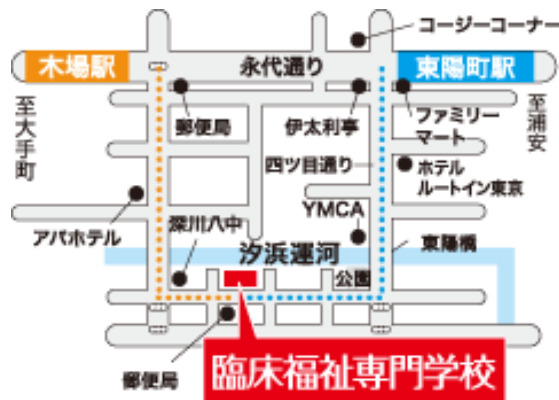 コージーコーナー
木場駅
永代通り
東陽町駅
至大手町
郵便局
伊太利亭
ファミリー
マート
至浦安
四ツ目通り
ホテル
ルートイン東京
YMCA
アパホテル
深川八中
汐浜運河
東陽橋
公園
郵便局
臨床福祉専門学校